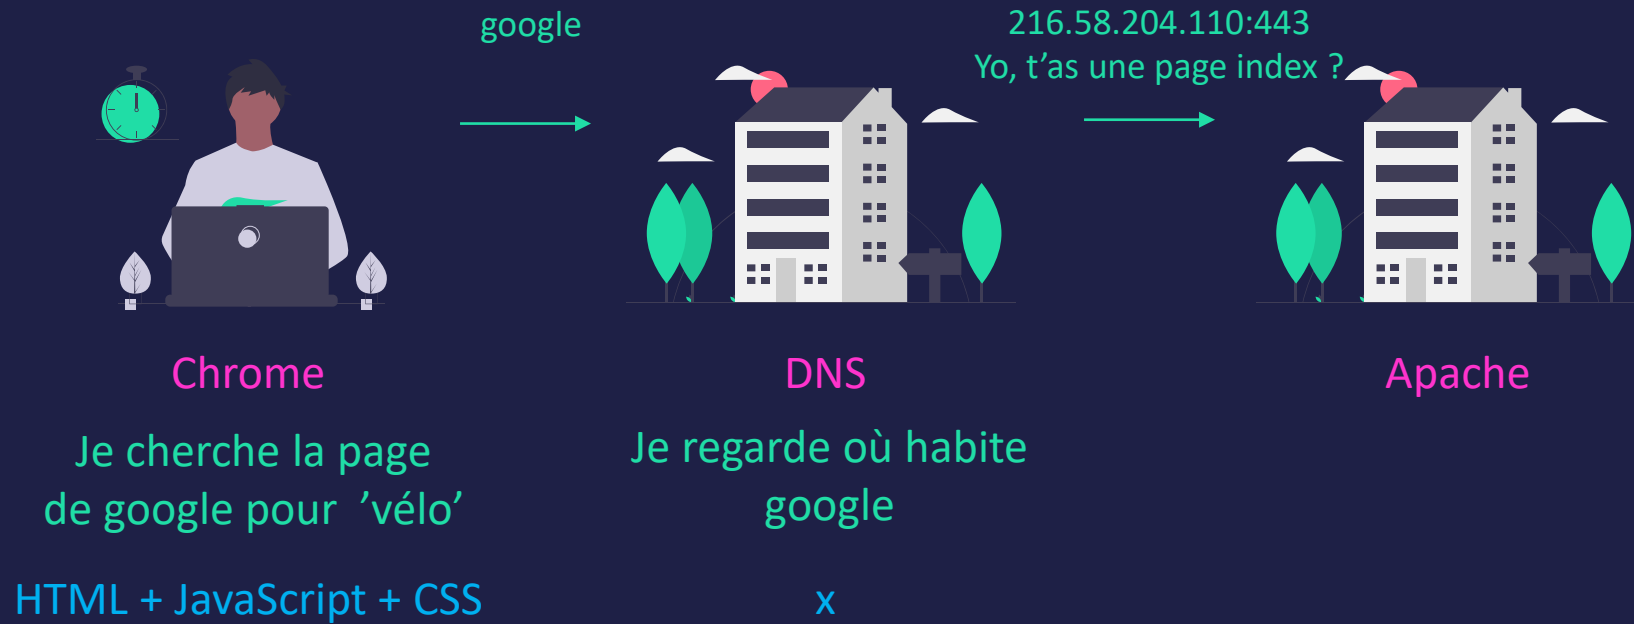 google
216.58.204.110:443
Yo, t’as une page index ?
Chrome
DNS
Apache
Je cherche la page
de google pour ’vélo’
Je regarde où habite
google
HTML + JavaScript + CSS
x